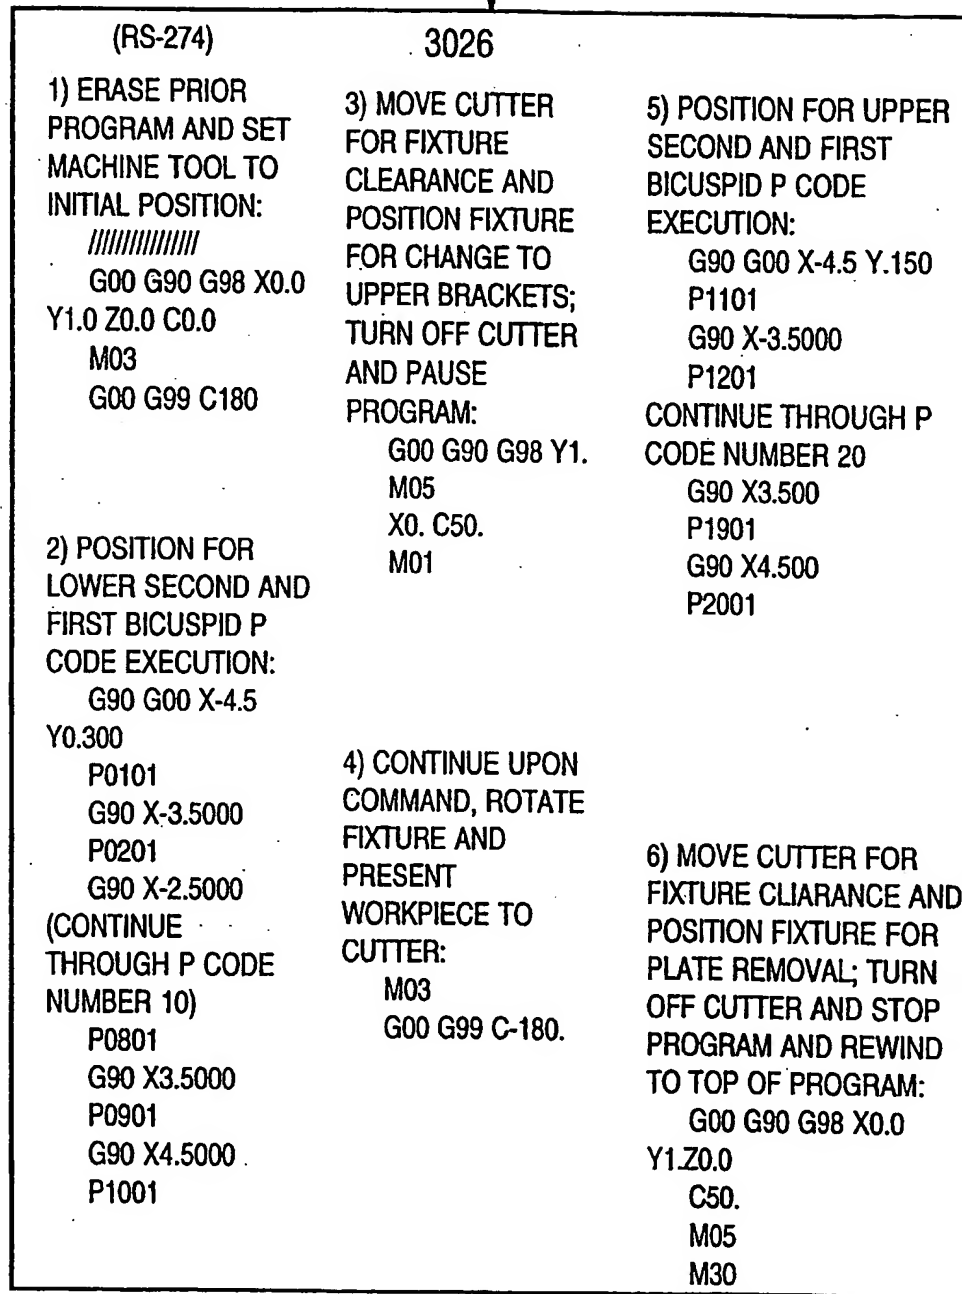 (RS-274)
3026
1) ERASE PRIOR
PROGRAM AND SET
MACHINE TOOL TO
INITIAL POSITION:
////////////////
G00 G90 G98 X0.0
Y1.0 Z0.0 C0.0
M03
G00 G99 C180
2) POSITION FOR
LOWER SECOND AND
FIRST BICUSPID P
CODE EXECUTION:
G90 G00 X-4.5
Y0.300
P0101
G90 X-3.5000
P0201
G90 X-2.5000
(CONTINUE
THROUGH P CODE
NUMBER 10)
P0801
G90 X3.5000
P0901
G90 X4.5000
P1001
3) MOVE CUTTER
FOR FIXTURE
CLEARANCE AND
POSITION FIXTURE
FOR CHANGE TO
UPPER BRACKETS;
TURN OFF CUTTER
AND PAUSE
PROGRAM:
G00 G90 G98 Y1.
M05
X0. C50.
M01
4) CONTINUE UPON
COMMAND, ROTATE
FIXTURE AND
PRESENT
WORKPIECE TO
CUTTER:
M03
G00 G99 C-180.
5) POSITION FOR UPPER
SECOND AND FIRST
BICUSPID P CODE
EXECUTION:
G90 G00 X-4.5 Y.150
P1101
G90 X-3.5000
P1201
CONTINUE THROUGH P
CODE NUMBER 20
G90 X3.500
P1901
G90 X4.500
P2001
6) MOVE CUTTER FOR
FIXTURE CLIARANCE AND
POSITION FIXTURE FOR
PLATE REMOVAL; TURN
OFF CUTTER AND STOP
PROGRAM AND REWIND
TO TOP OF PROGRAM:
G00 G90 G98 X0.0
Y1.Z0.0
C50.
M05
M30